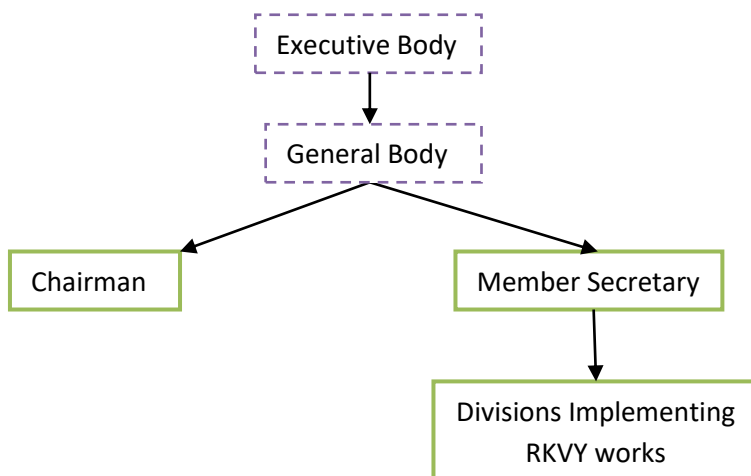 Executive Body
General Body
Chairman
Member Secretary
Divisions Implementing
RKVY works